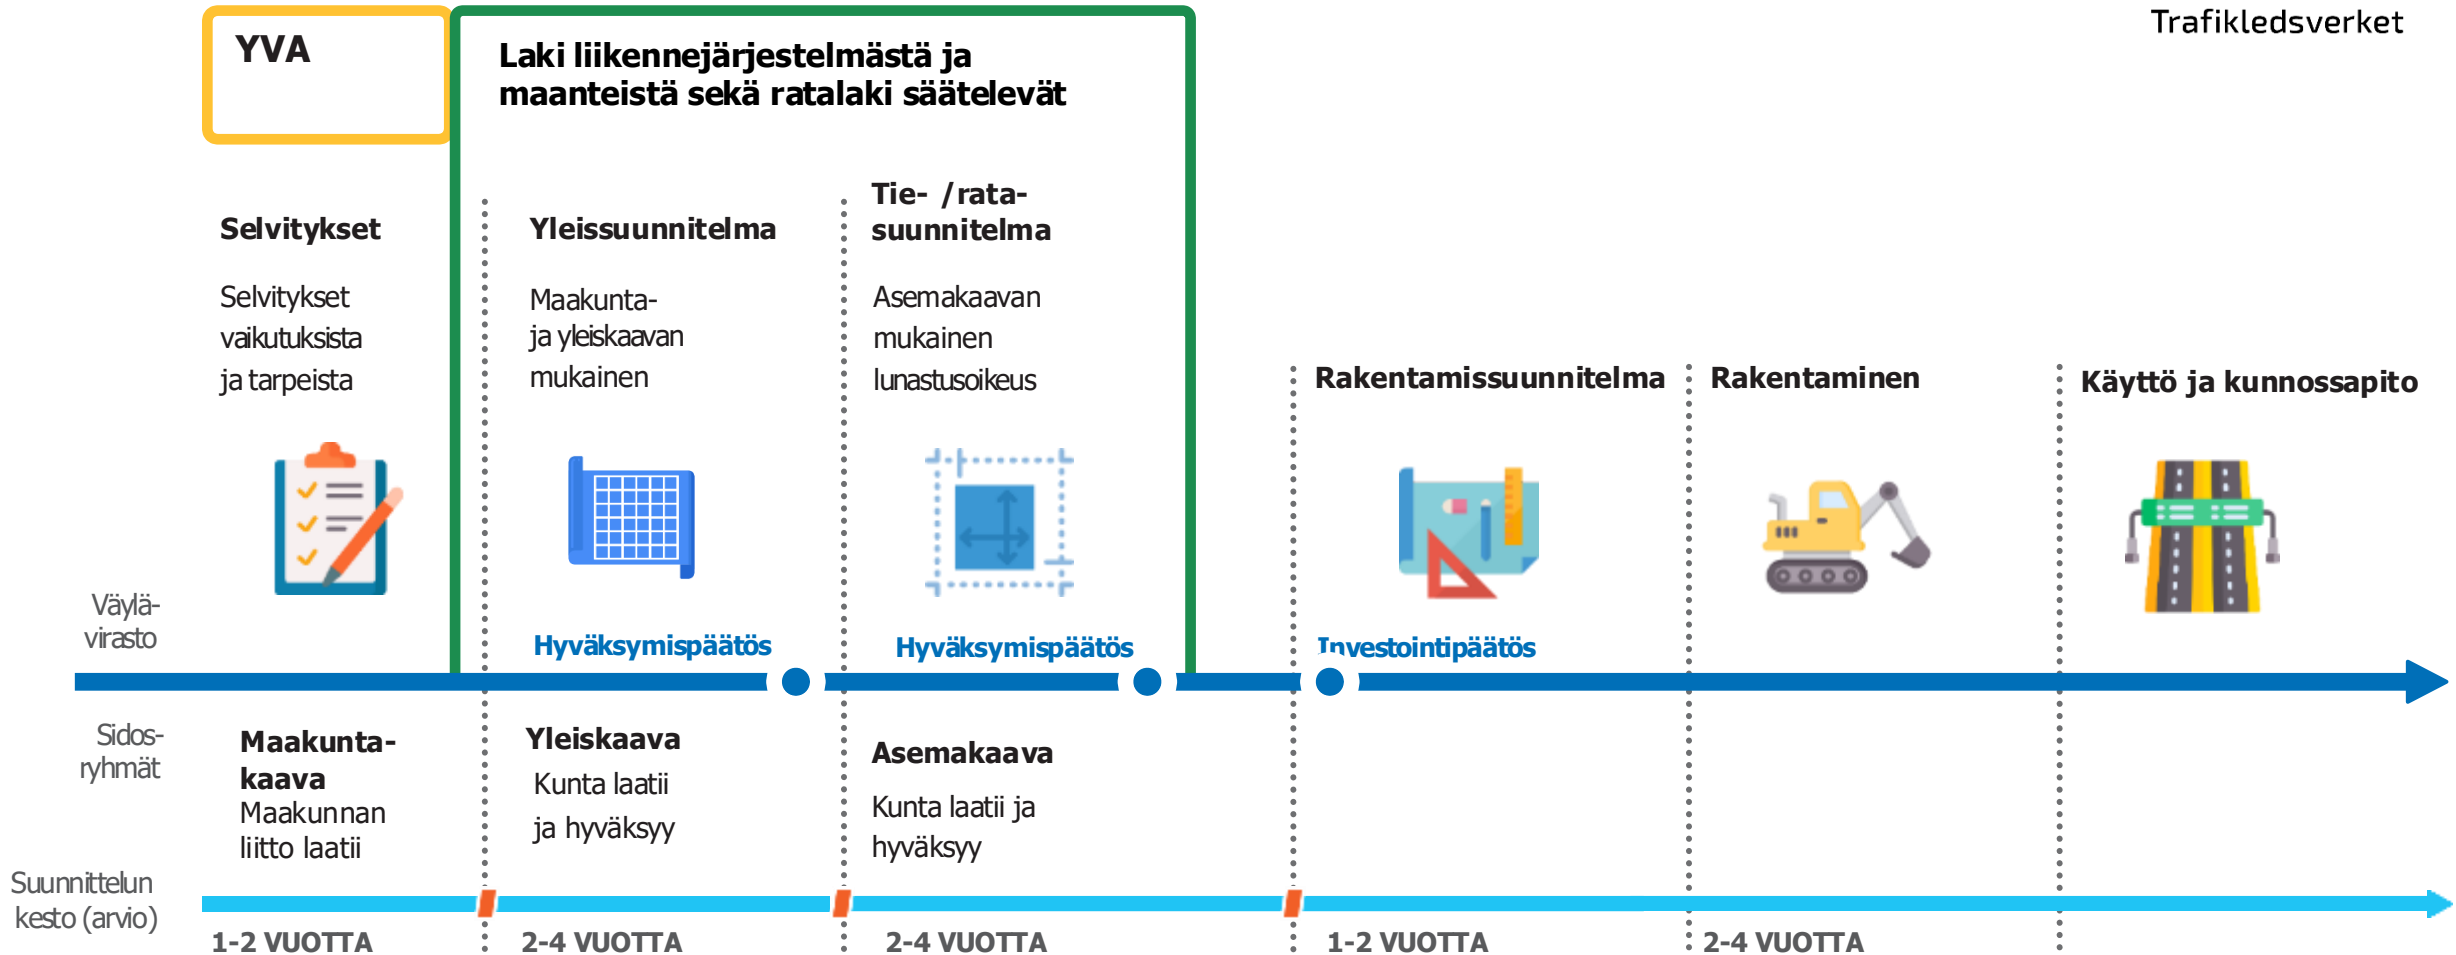 Trafikledsverket
YVA
Laki liikennejärjestelmästä ja
maanteistä sekä ratalaki säätelevät
Selvitykset
Selvitykset
vaikutuksista
ja tarpeista
Yleissuunnitelma
Maakunta-
ja yleiskaavan
mukainen
Tie- /rata-
suunnitelma
Asemakaavan
mukainen
lunastusoikeus
Rakentamissuunnitelma
Rakentaminen
Käyttö ja kunnossapito
Väylä-
virasto
Hyväksymispäätös
Hyväksymispäätös
Investointipäätös
Sidos-
ryhmät
Maakunta-
kaava
Maakunnan
liitto laatii
Yleiskaava
Kunta laatii
ja hyväksyy
Asemakaava
Kunta laatii ja
hyväksyy
Suunnittelun
kesto (arvio)
1-2 VUOTTA
2-4 VUOTTA
2-4 VUOTTA
1-2 VUOTTA
2-4 VUOTTA